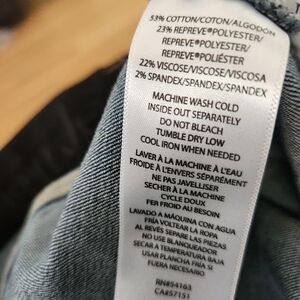 53% COTTON/COTON/ALGODÓN
23% REPREVE®POLYESTER/
REPREVE®POLYESTER/
REPREVE®POLIÉSTER
22% VISCOSE/VISCOSE/VISCOSA
2% SPANDEX/SPANDEX/SPANDEX
MACHINE WASH COLD
INSIDE OUT SEPARATELY
DO NOT BLEACH
TUMBLE DRY LOW
COOL IRON WHEN NEEDED
LAVER À LA MACHINE À L'EAU
FROIDE À L'ENVERS SÉPARÉMENT
NE PAS JAVELLISER
SECHER À LA MACHINE
CYCLE DOUX
FER FROID AU BESOIN
LAVADO A MÁQUINA CON AGUA
FRÍA VOLTEAR LA ROPA
AL REVÉS SEPARE LAS PIEZAS
NO USE BLANQUEADOR
SECAR A TEMPERATURA BAJA
USAR PLANCHA FRÍA SI
FUERA NECESARIO
RN#54163
CA#57151